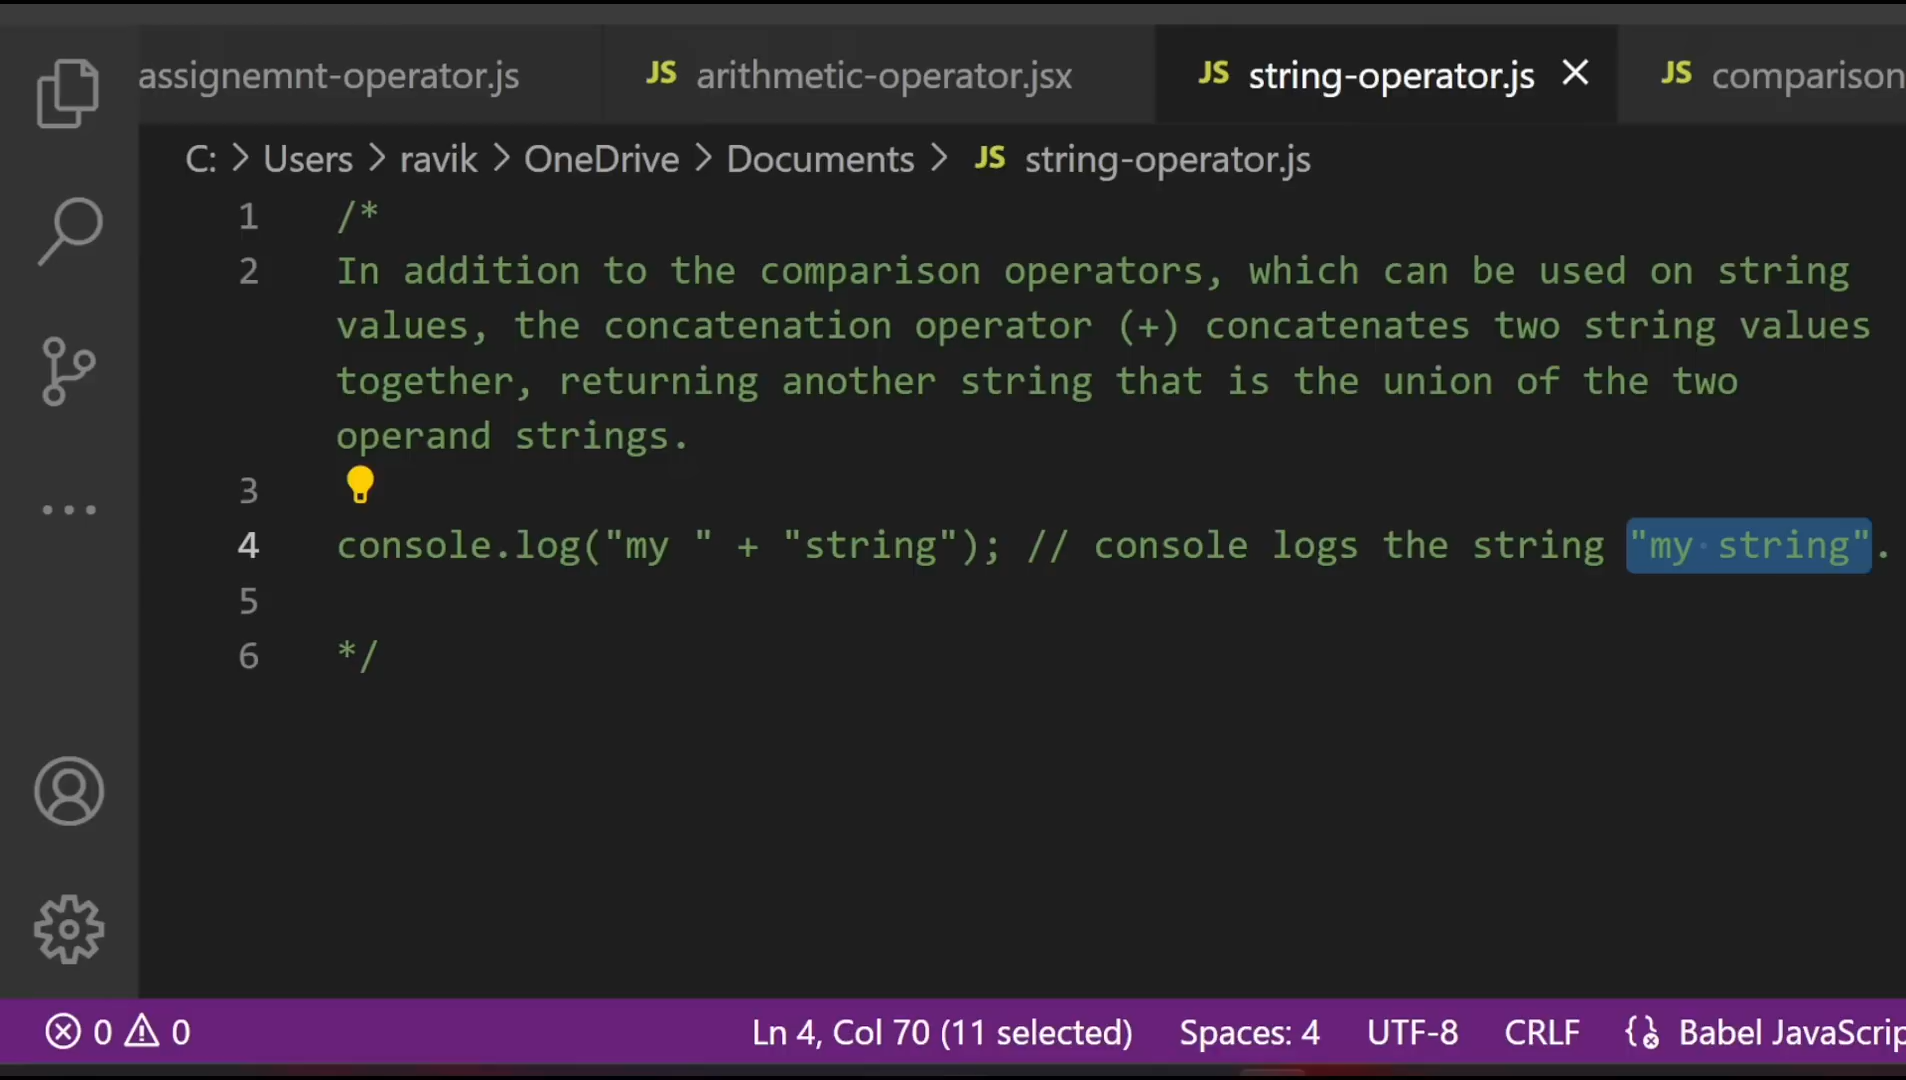 assignemnt-operator.js JS arithmetic-operator.jsx JS string-operator.js JS comparison
C: > Users > ravik > OneDrive > Documents > JS string-operator.js
1 /*
2 In addition to the comparison operators, which can be used on string
values, the concatenation operator (+) concatenates two string values
together, returning another string that is the union of the two
operand strings.
3
4 console.log("my " + "string"); // console logs the string "my string".
5
6 */
0 0 Ln 4, Col 70 (11 selected) Spaces: 4 UTF-8 CRLF Babel JavaScrip